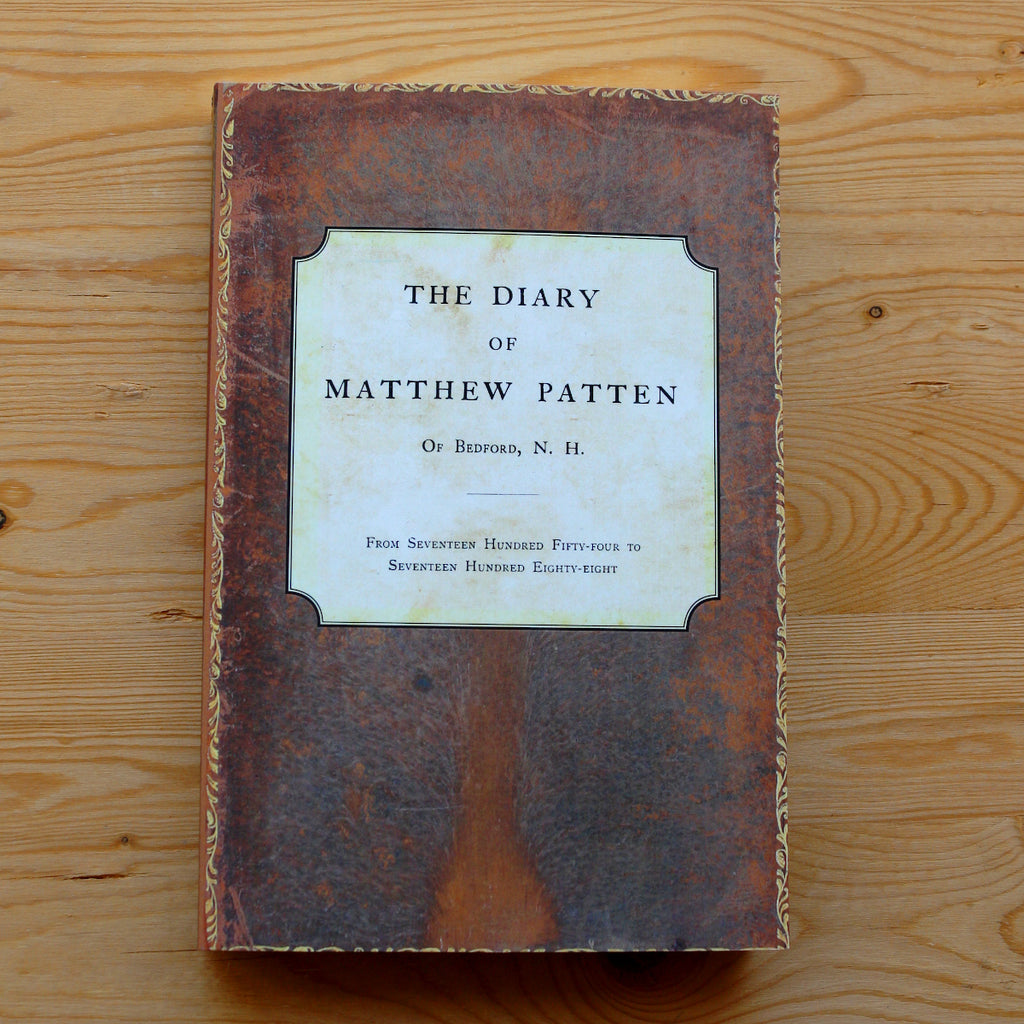 THE DIARY
OF
MATTHEW PATTEN
OF BEDFORD, N. H.
FROM SEVENTEEN HUNDRED FIFTY-FOUR TO
SEVENTEEN HUNDRED EIGHTY-EIGHT